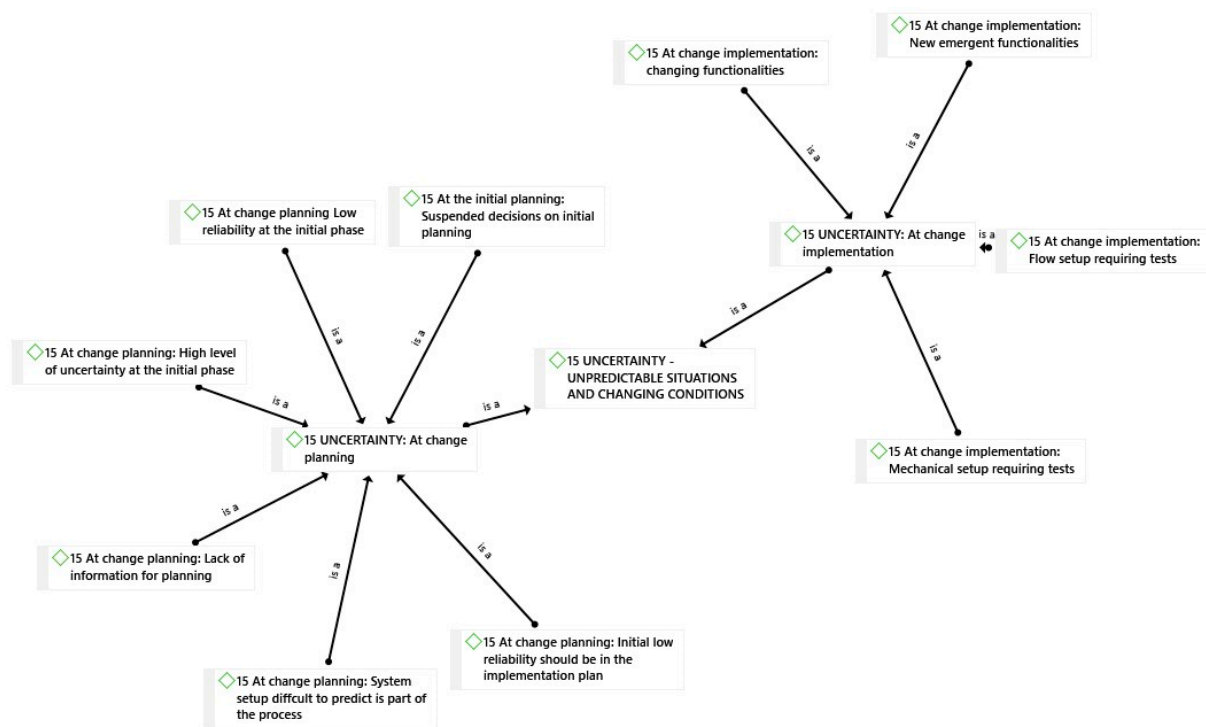 15 At change implementation:
New emergent functionalities
15 At change implementation:
changing functionalities
is a
is a
15 At the initial planning:
Suspended decisions on initial
planning
15 At change planning Low
reliability at the initial phase
15 UNCERTAINTY: At change
implementation
is a
15 At change implementation:
Flow setup requiring tests
is a
is a
is a
is a
15 At change planning: High level
of uncertainty at the initial phase
15 UNCERTAINTY -
UNPREDICTABLE SITUATIONS
AND CHANGING CONDITIONS
is a
is a
15 UNCERTAINTY: At change
planning
15 At change implementation:
Mechanical setup requiring tests
is a
is a
is a
15 At change planning: Lack of
information for planning
15 At change planning: Initial low
reliability should be in the
implementation plan
15 At change planning: System
setup diffcult to predict is part of
the process